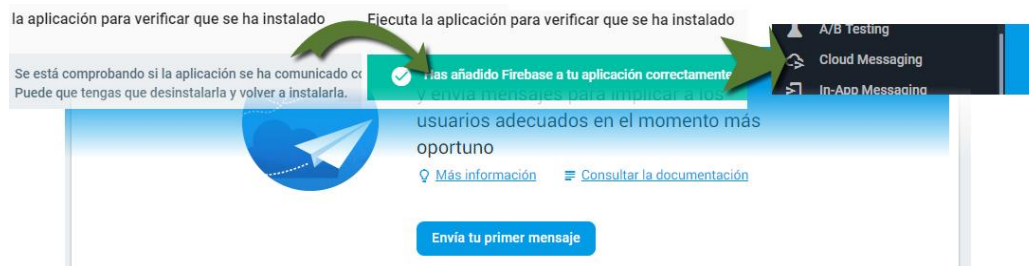 la aplicación para verificar que se ha instalado
Se está comprobando si la aplicación se ha comunicado
Puede que tengas que desinstalarla y volver a instalarla.
Ejecuta la aplicación para verificar que se ha instalado
Has añadido Firebase a tu aplicación correctamente
A/B Testing
Cloud Messaging
In-App Messaging
y envía mensajes para implicar a los
usuarios adecuados en el momento más
oportuno
Más información
Consultar la documentación
Envía tu primer mensaje